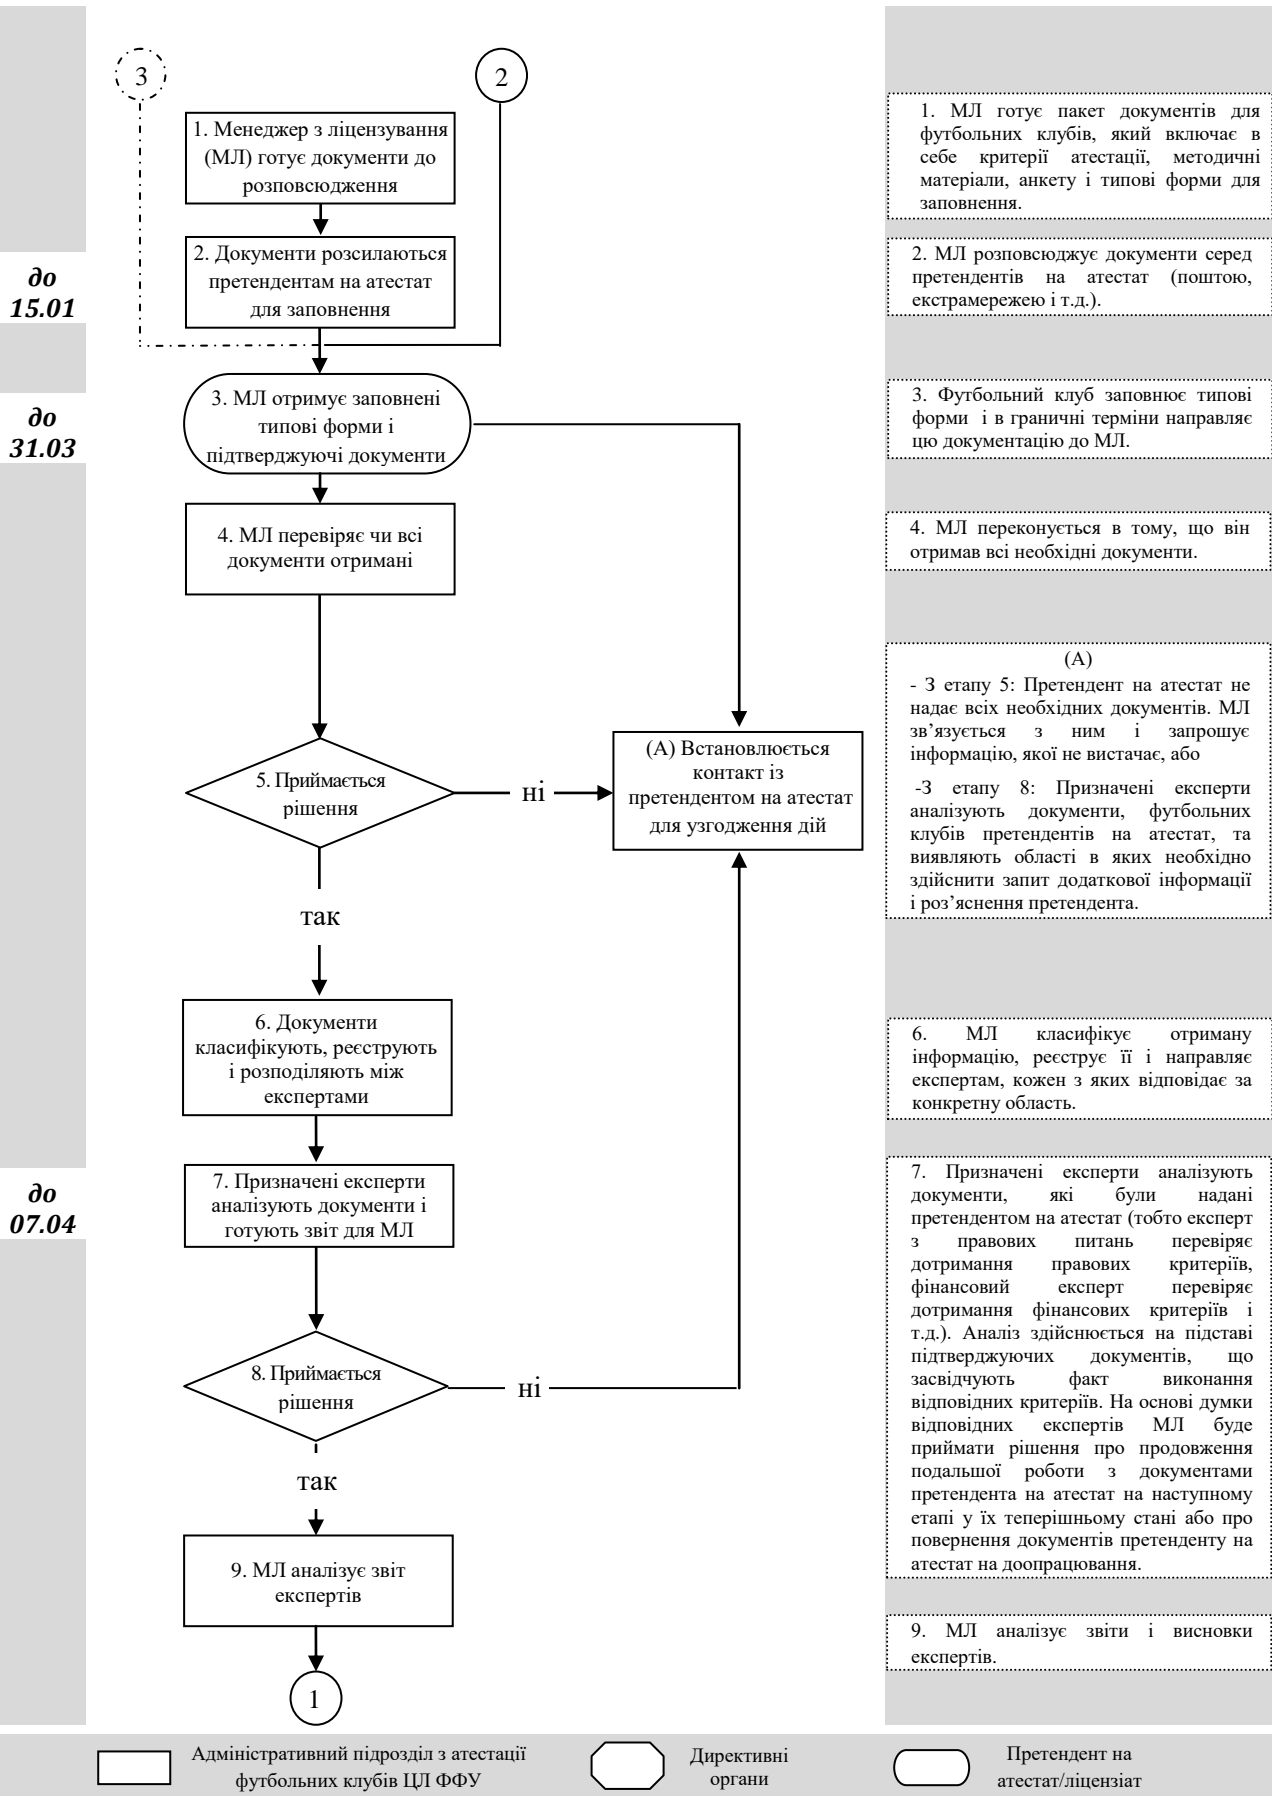 3
2
1. Менеджер з ліцензування
(МЛ) готує документи до
розповсюдження
1. МЛ готує пакет документів для
футбольних клубів, який включає в
себе критерії атестації, методичні
матеріали, анкету і типові форми для
заповнення.
до
15.01
2. Документи розсилаються
претендентам на атестат
для заповнення
2. МЛ розповсюджує документи серед
претендентів на атестат (поштою,
екстрамережею і т.д.).
до
31.03
3. МЛ отримує заповнені
типові форми і
підтверджуючі документи
3. Футбольний клуб заповнює типові
форми і в граничні терміни направляє
цю документацію до МЛ.
4. МЛ перевіряє чи всі
документи отримані
4. МЛ переконується в тому, що він
отримав всі необхідні документи.
5. Приймається
рішення
ні
(А) Встановлюється
контакт із
претендентом на атестат
для узгодження дій
(А)
- З етапу 5: Претендент на атестат не
надає всіх необхідних документів. МЛ
зв’язується з ним і запрошує
інформацію, якої не вистачає, або
-З етапу 8: Призначені експерти
аналізують документи, футбольних
клубів претендентів на атестат, та
виявляють області в яких необхідно
здійснити запит додаткової інформації
і роз’яснення претендента.
так
6. Документи
класифікують, реєструють
і розподіляють між
експертами
6. МЛ класифікує отриману
інформацію, реєструє її і направляє
експертам, кожен з яких відповідає за
конкретну область.
до
07.04
7. Призначені експерти
аналізують документи і
готують звіт для МЛ
7. Призначені експерти аналізують
документи, які були надані
претендентом на атестат (тобто експерт
з правових питань перевіряє
дотримання правових критеріїв,
фінансовий експерт перевіряє
дотримання фінансових критеріїв і
т.д.). Аналіз здійснюється на підставі
підтверджуючих документів, що
засвідчують факт виконання
відповідних критеріїв. На основі думки
відповідних експертів МЛ буде
приймати рішення про продовження
подальшої роботи з документами
претендента на атестат на наступному
етапі у їх теперішньому стані або про
повернення документів претенденту на
атестат на доопрацювання.
8. Приймається
рішення
ні
так
9. МЛ аналізує звіт
експертів
9. МЛ аналізує звіти і висновки
експертів.
1
Адміністративний підрозділ з атестації
футбольних клубів ЦЛ ФФУ
Директивні
органи
Претендент на
атестат/ліцензіат